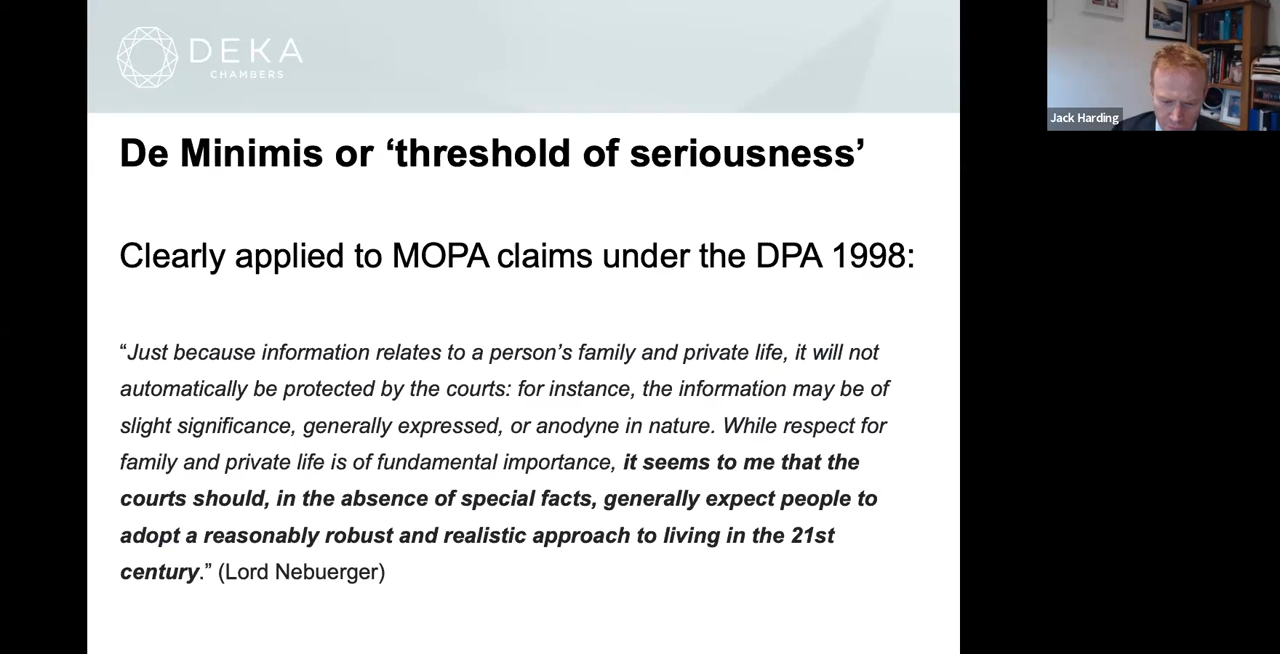 DEKA
CHAMBERS
Jack Harding
De Minimis or ‘threshold of seriousness’
Clearly applied to MOPA claims under the DPA 1998:
“Just because information relates to a person’s family and private life, it will not
automatically be protected by the courts: for instance, the information may be of
slight significance, generally expressed, or anodyne in nature. While respect for
family and private life is of fundamental importance, it seems to me that the
courts should, in the absence of special facts, generally expect people to
adopt a reasonably robust and realistic approach to living in the 21st
century.” (Lord Nebuerger)